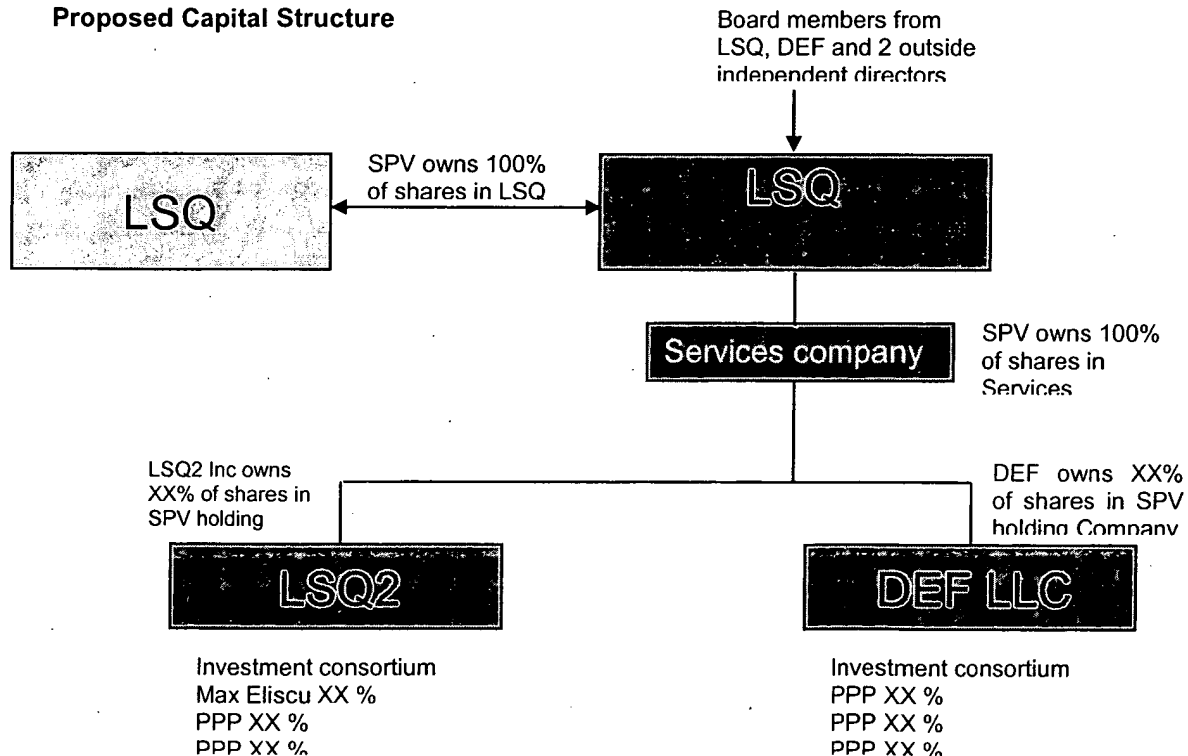 Proposed Capital Structure
Board members from
LSQ, DEF and 2 outside
independent directors
LSQ
SPV owns 100%
of shares in LSQ
LSQ
Services company
SPV owns 100%
of shares in
Services
LSQ2 Inc owns
XX% of shares in
SPV holding
DEF owns XX%
of shares in SPV
holding Company
LSQ2
DEF LLC
Investment consortium
Max Eliscu XX %
PPP XX %
PPP XX %
Investment consortium
PPP XX %
PPP XX %
PPP XX %